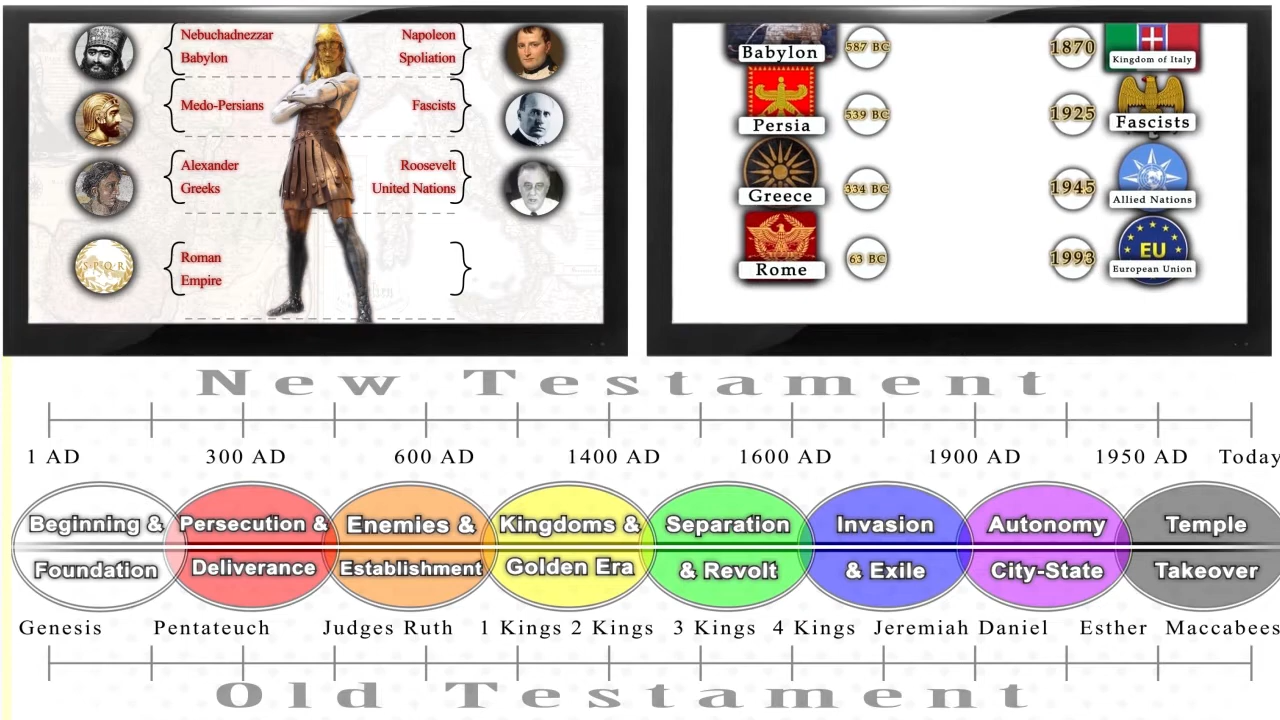 Nebuchadnezzar
Babylon
Napoleon
Spoliation
Medo-Persians
Fascists
Alexander
Greeks
Roosevelt
United Nations
SPQR
Roman
Empire
Babylon
587 BC
1870
Kingdom of Italy
Persia
539 BC
1925
Fascists
Greece
334 BC
1945
Allied Nations
Rome
63 BC
1993
EU
European Union
New Testament
1 AD 300 AD 600 AD 1400 AD 1600 AD 1900 AD 1950 AD Today
Beginning &
Foundation
Persecution &
Deliverance
Enemies &
Establishment
Kingdoms &
Golden Era
Separation
& Revolt
Invasion
& Exile
Autonomy
City-State
Temple
Takeover
Genesis Pentateuch Judges Ruth 1 Kings 2 Kings 3 Kings 4 Kings Jeremiah Daniel Esther Maccabees
Old Testament